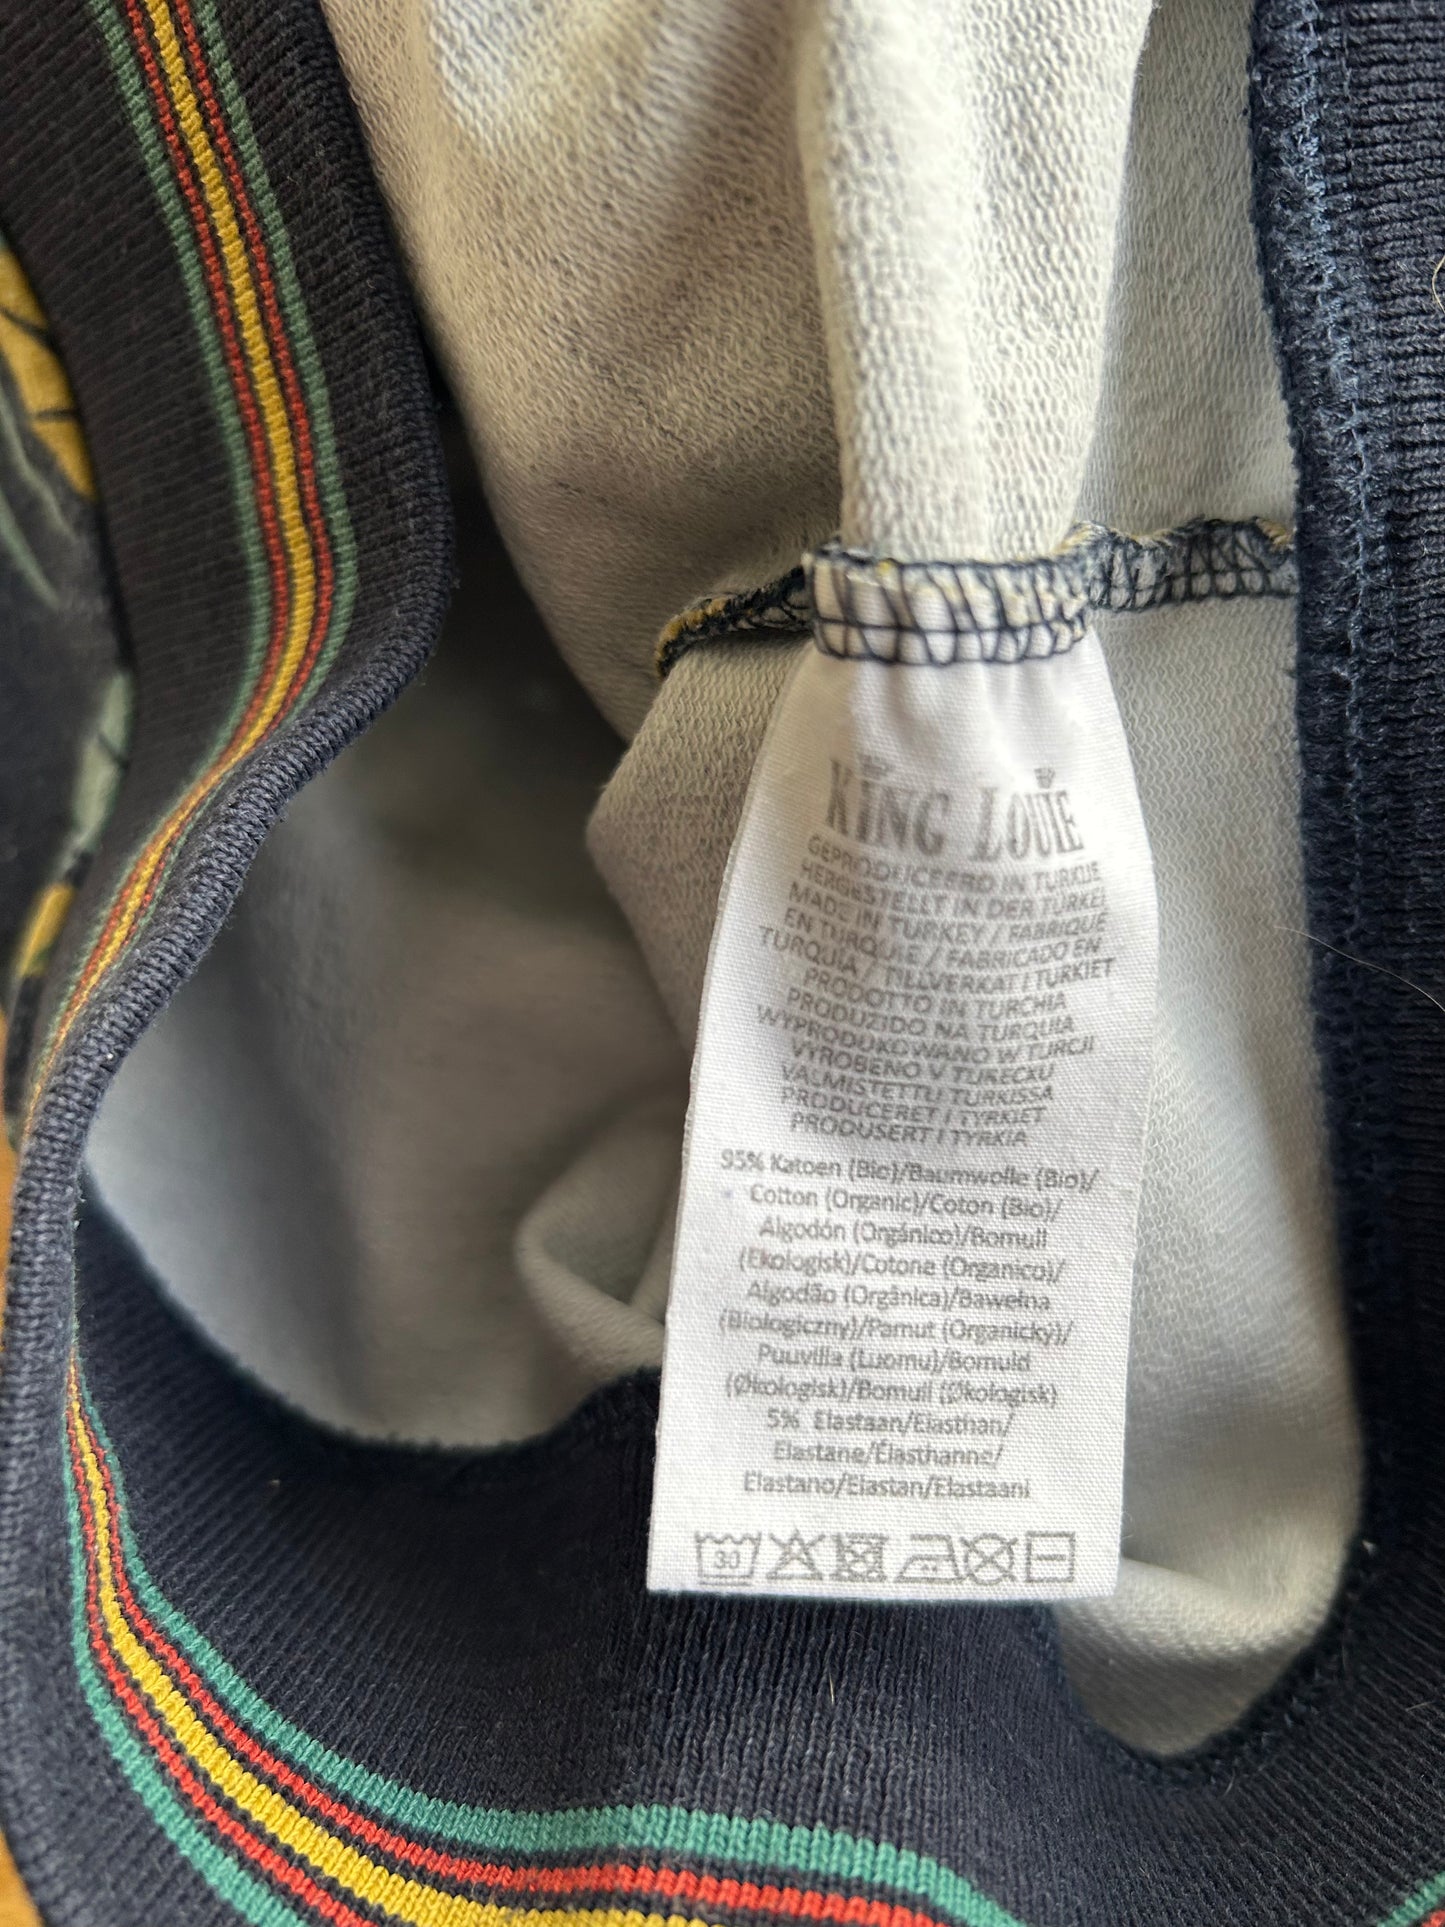 KING LOUIE
GEPRODUCEERD IN TURKIJE
HERGESTELLT IN DER TÜRKEI
MADE IN TURKEY / FABRIQUÉ
EN TURQUIE / FABRICADO EN
TURQUÍA / TILLVERKAT I TURKIET
PRODOTTO IN TURCHIA
PRODUZIDO NA TURQUIA
WYPRODUKOWANO W TURCJI
VYROBENO V TURECKU
VALMISTETTU TURKISSA
PRODUCERET I TYRKIET
PRODUSERT I TYRKIA
95% Katoen (Bio)/Baumwolle (Bio)/
Cotton (Organic)/Coton (Bio)/
Algodón (Orgánico)/Bomull
(Ekologisk)/Cotone (Organico)/
Algodão (Orgânica)/Bawełna
(Biologiczny)/Pamut (Organický)/
Puuvilla (Luomu)/Bomuld
(Økologisk)/Bomull (Økologisk)
5% Elastaan/Elasthan/
Elastane/Élasthanne/
Elastano/Elastan/Elastaani
30